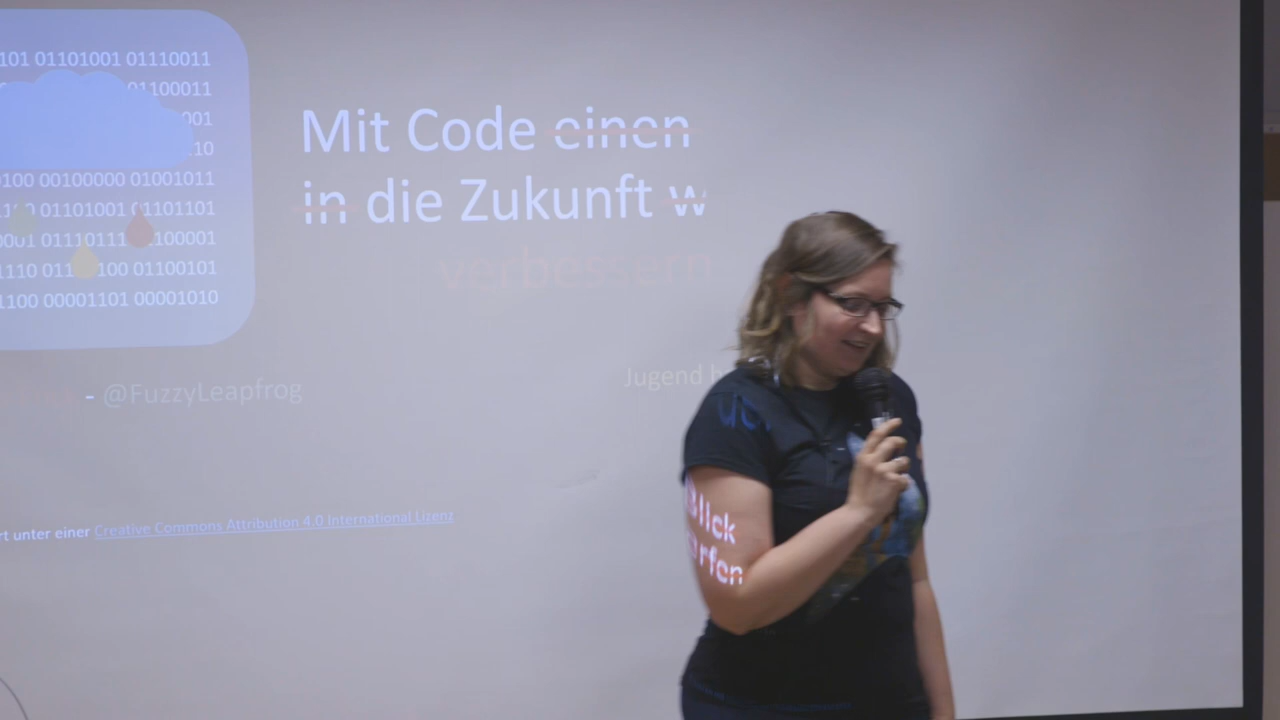 101 01101001 01110011
01100011
001
10
0100 00100000 01001011
01101001 01101101
0001 01110111 100001
1110 011 100 01100101
1100 00001101 00001010
Mit Code einen
in die Zukunft w
verbessern
Blick
rfen
- @FuzzyLeapfrog
Jugend h
rt unter einer Creative Commons Attribution 4.0 International Lizenz